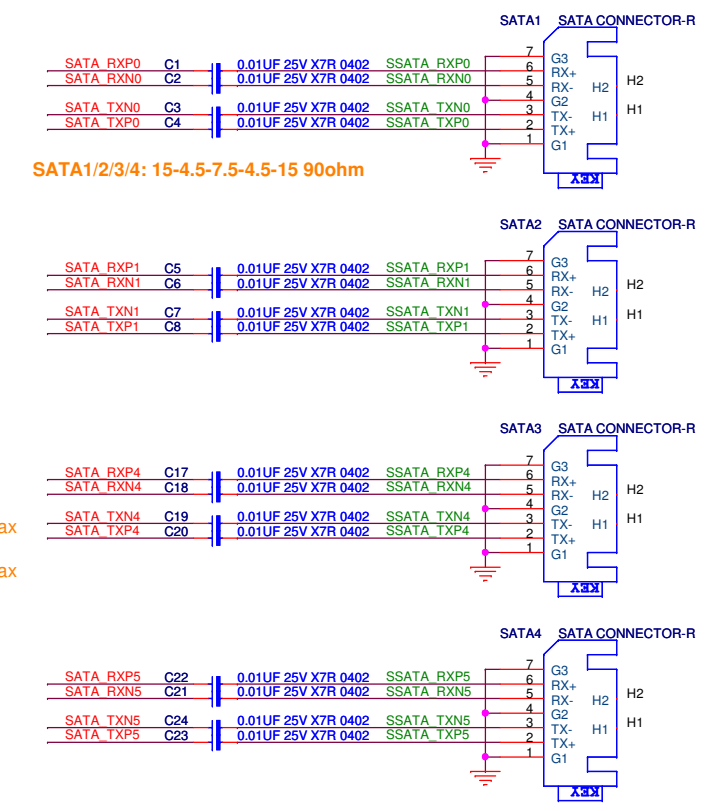 SATA1 SATA CONNECTOR-R
7 G3
SATA_RXP0 C1 0.01UF 25V X7R 0402 SSATA_RXP0 6 RX+
SATA_RXN0 C2 0.01UF 25V X7R 0402 SSATA_RXN0 5 RX- H2 H2
4 G2
SATA_TXN0 C3 0.01UF 25V X7R 0402 SSATA_TXN0 3 TX- H1 H1
SATA_TXP0 C4 0.01UF 25V X7R 0402 SSATA_TXP0 2 TX+
1 G1
SATA1/2/3/4: 15-4.5-7.5-4.5-15 90ohm
KEY
SATA2 SATA CONNECTOR-R
7 G3
SATA_RXP1 C5 0.01UF 25V X7R 0402 SSATA_RXP1 6 RX+
SATA_RXN1 C6 0.01UF 25V X7R 0402 SSATA_RXN1 5 RX- H2 H2
4 G2
SATA_TXN1 C7 0.01UF 25V X7R 0402 SSATA_TXN1 3 TX- H1 H1
SATA_TXP1 C8 0.01UF 25V X7R 0402 SSATA_TXP1 2 TX+
1 G1
KEY
SATA3 SATA CONNECTOR-R
7 G3
SATA_RXP4 C17 0.01UF 25V X7R 0402 SSATA_RXP4 6 RX+
SATA_RXN4 C18 0.01UF 25V X7R 0402 SSATA_RXN4 5 RX- H2 H2
4 G2
SATA_TXN4 C19 0.01UF 25V X7R 0402 SSATA_TXN4 3 TX- H1 H1
ax
SATA_TXP4 C20 0.01UF 25V X7R 0402 SSATA_TXP4 2 TX+
1 G1
ax
KEY
SATA4 SATA CONNECTOR-R
7 G3
SATA_RXP5 C22 0.01UF 25V X7R 0402 SSATA_RXP5 6 RX+
SATA_RXN5 C21 0.01UF 25V X7R 0402 SSATA_RXN5 5 RX- H2 H2
4 G2
SATA_TXN5 C24 0.01UF 25V X7R 0402 SSATA_TXN5 3 TX- H1 H1
SATA_TXP5 C23 0.01UF 25V X7R 0402 SSATA_TXP5 2 TX+
1 G1
KEY